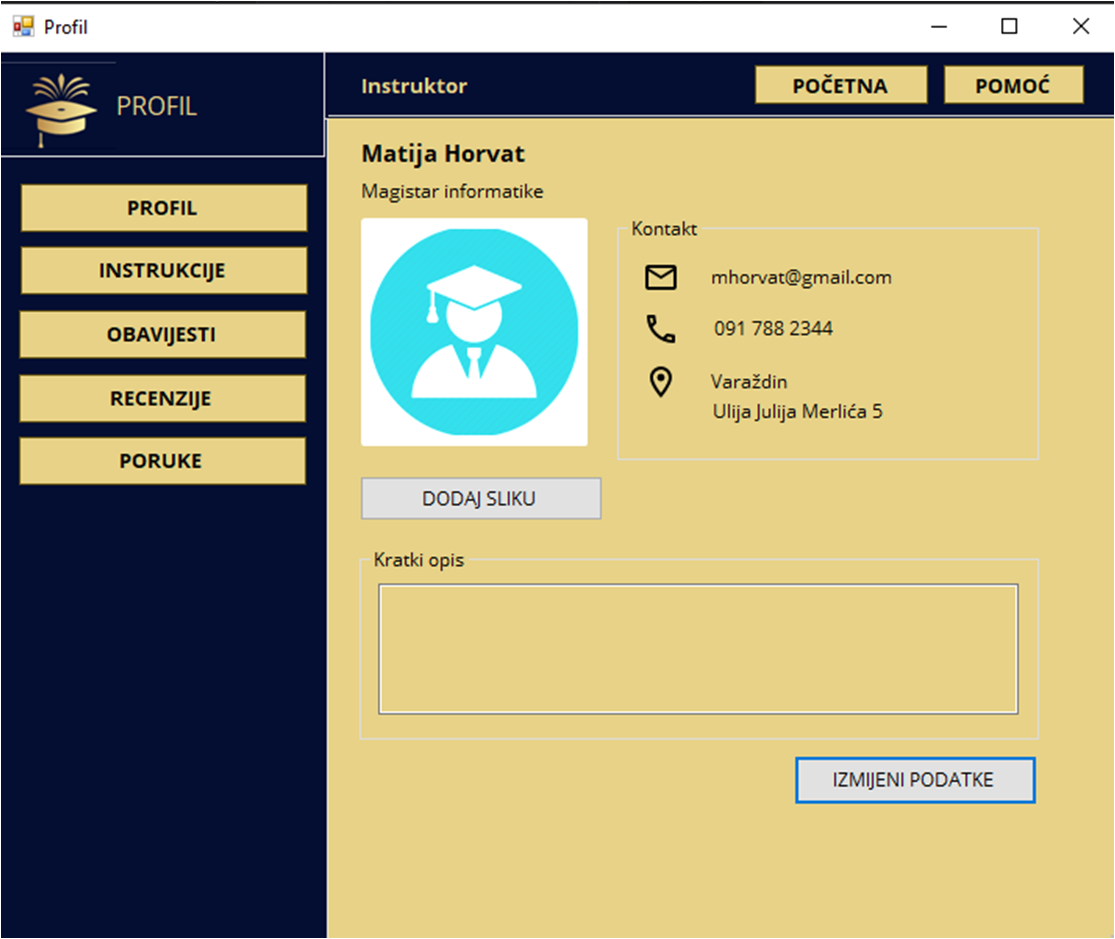 Profil
PROFIL
Instruktor
POČETNA
POMOĆ
PROFIL
INSTRUKCIJE
OBAVIJESTI
RECENZIJE
PORUKE
Matija Horvat
Magistar informatike
Kontakt
mhorvat@gmail.com
091 788 2344
Varaždin
Ulija Julija Merlića 5
DODAJ SLIKU
Kratki opis
IZMIJENI PODATKE